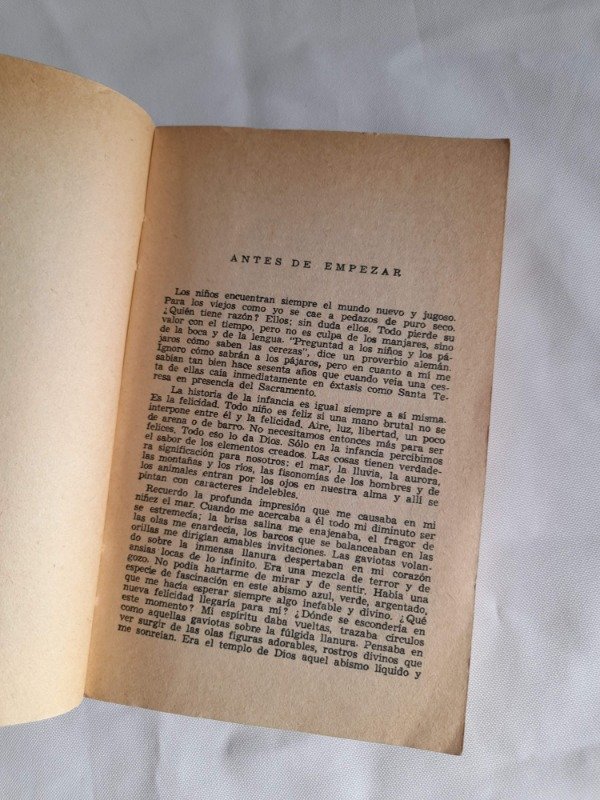 ANTES DE EMPEZAR
Los niños encuentran siempre el mundo nuevo y jugoso.
Para los viejos como yo se cae a pedazos de puro seco.
¿Quién tiene razón? Ellos; sin duda ellos. Todo pierde su
valor con el tiempo, pero no es culpa de los manjares, sino
de la boca y de la lengua. "Preguntad a los niños y los pá-
jaros cómo saben las cerezas", dice un proverbio alemán.
Ignoro cómo sabrán a los pájaros, pero en cuanto a mí me
sabían tan bien hace sesenta años que cuando veía una ces-
ta de ellas caía inmediatamente en éxtasis como Santa Te-
resa en presencia del Sacramento.
La historia de la infancia es igual siempre a sí misma.
Es la felicidad. Todo niño es feliz si una mano brutal no se
interpone entre él y la felicidad. Aire, luz, libertad, un poco
de arena o de barro. No necesitamos entonces más para ser
felices. Todo eso lo da Dios. Sólo en la infancia percibimos
el sabor de los elementos creados. Las cosas tienen verdade-
ra significación para nosotros: el mar, la lluvia, la aurora,
las montañas y los ríos, las fisonomías de los hombres y de
los animales entran por los ojos en nuestra alma y allí se
pintan con caracteres indelebles.
Recuerdo la profunda impresión que me causaba en mi
niñez el mar. Cuando me acercaba a él todo mi diminuto ser
se estremecía; la brisa salina me enajenaba, el fragor de
las olas me enardecía, los barcos que se balanceaban en las
orillas me dirigían amables invitaciones. Las gaviotas volan-
do sobre la inmensa llanura despertaban en mi corazón
ansias locas de lo infinito. Era una mezcla de terror y de
gozo. No podía hartarme de mirar y de sentir. Había una
especie de fascinación en este abismo azul, verde, argentado,
que me hacía esperar siempre algo inefable y divino. ¿Qué
nueva felicidad llegaría para mí? ¿Dónde se escondería en
este momento? Mi espíritu daba vueltas, trazaba círculos
como aquellas gaviotas sobre la fúlgida llanura. Pensaba en
ver surgir de las olas figuras adorables, rostros divinos que
me sonreían. Era el templo de Dios aquel abismo líquido y